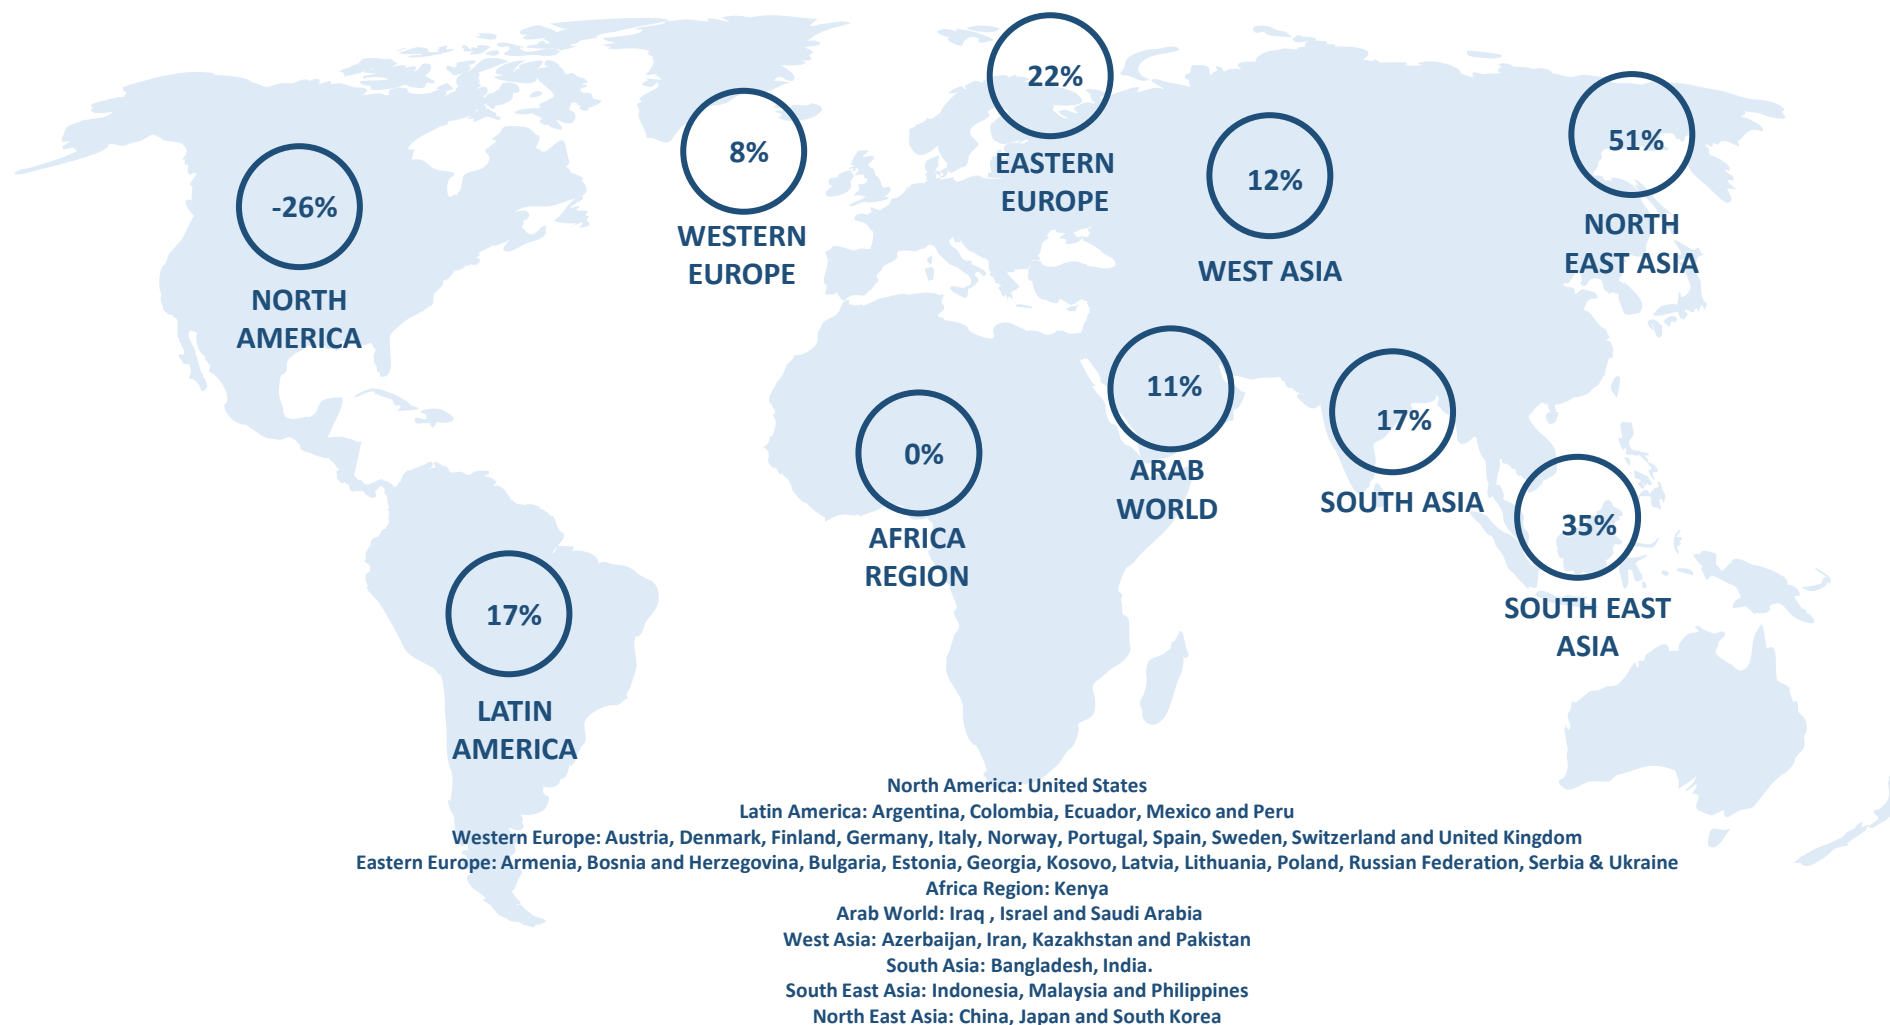 22%
EASTERN
EUROPE
51%
NORTH
EAST ASIA
8%
WESTERN
EUROPE
12%
WEST ASIA
-26%
NORTH
AMERICA
11%
ARAB
WORLD
17%
SOUTH ASIA
0%
AFRICA
REGION
35%
SOUTH EAST
ASIA
17%
LATIN
AMERICA
North America: United States
Latin America: Argentina, Colombia, Ecuador, Mexico and Peru
Western Europe: Austria, Denmark, Finland, Germany, Italy, Norway, Portugal, Spain, Sweden, Switzerland and United Kingdom
Eastern Europe: Armenia, Bosnia and Herzegovina, Bulgaria, Estonia, Georgia, Kosovo, Latvia, Lithuania, Poland, Russian Federation, Serbia & Ukraine
Africa Region: Kenya
Arab World: Iraq , Israel and Saudi Arabia
West Asia: Azerbaijan, Iran, Kazakhstan and Pakistan
South Asia: Bangladesh, India.
South East Asia: Indonesia, Malaysia and Philippines
North East Asia: China, Japan and South Korea